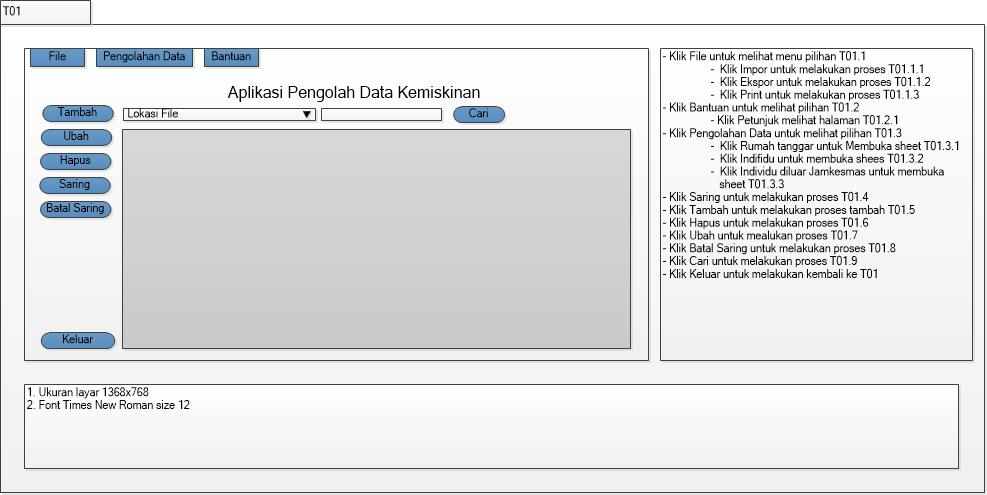 T01
File Pengolahan Data Bantuan
Aplikasi Pengolah Data Kemiskinan
Tambah Lokasi File Cari
Ubah
Hapus
Saring
Batal Saring
Keluar
- Klik File untuk melihat menu pilihan T01.1
- Klik Impor untuk melakukan proses T01.1.1
- Klik Ekspor untuk melakukan proses T01.1.2
- Klik Print untuk melakukan proses T01.1.3
- Klik Bantuan untuk melihat pilihan T01.2
- Klik Petunjuk melihat halaman T01.2.1
- Klik Pengolahan Data untuk melihat pilihan T01.3
- Klik Rumah tanggar untuk Membuka sheet T01.3.1
- Klik Indifidu untuk membuka shees T01.3.2
- Klik Individu diluar Jamkesmas untuk membuka
sheet T01.3.3
- Klik Saring untuk melakukan proses T01.4
- Klik Tambah untuk melakukan proses tambah T01.5
- Klik Hapus untuk melakukan proses T01.6
- Klik Ubah untuk mealukan proses T01.7
- Klik Batal Saring untuk melakukan proses T01.8
- Klik Cari untuk melakukan proses T01.9
- Klik Keluar untuk melakukan kembali ke T01
1. Ukuran layar 1368x768
2. Font Times New Roman size 12